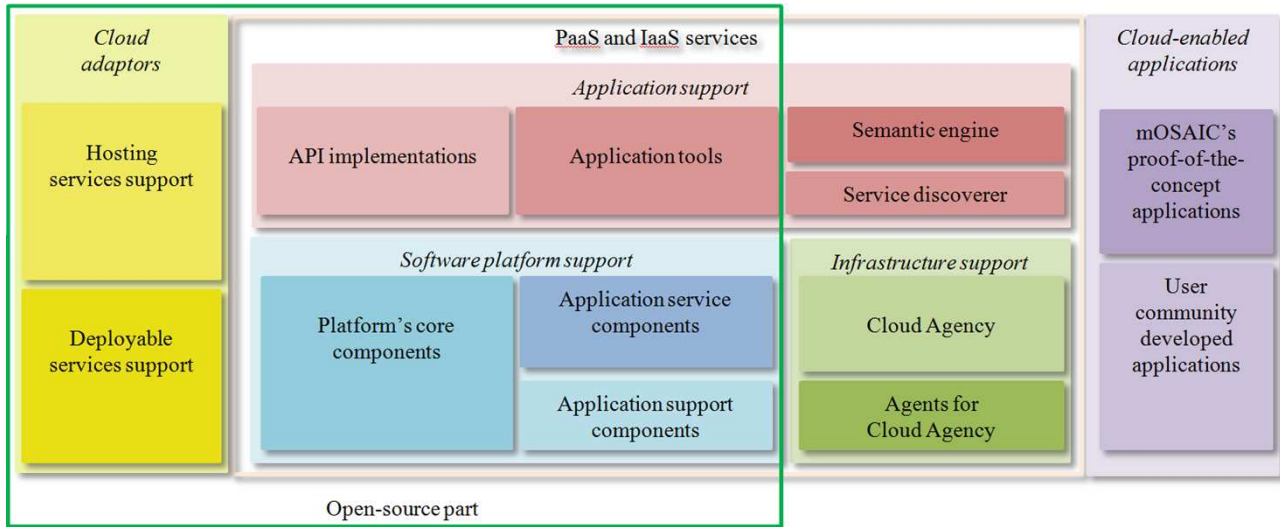 Cloud
adaptors
Hosting
services support
Deployable
services support
PaaS and IaaS services
Application support
API implementations
Application tools
Semantic engine
Service discoverer
Software platform support
Platform's core
components
Application service
components
Application support
components
Infrastructure support
Cloud Agency
Agents for
Cloud Agency
Cloud-enabled
applications
mOSAIC's
proof-of-the-
concept
applications
User
community
developed
applications
Open-source part